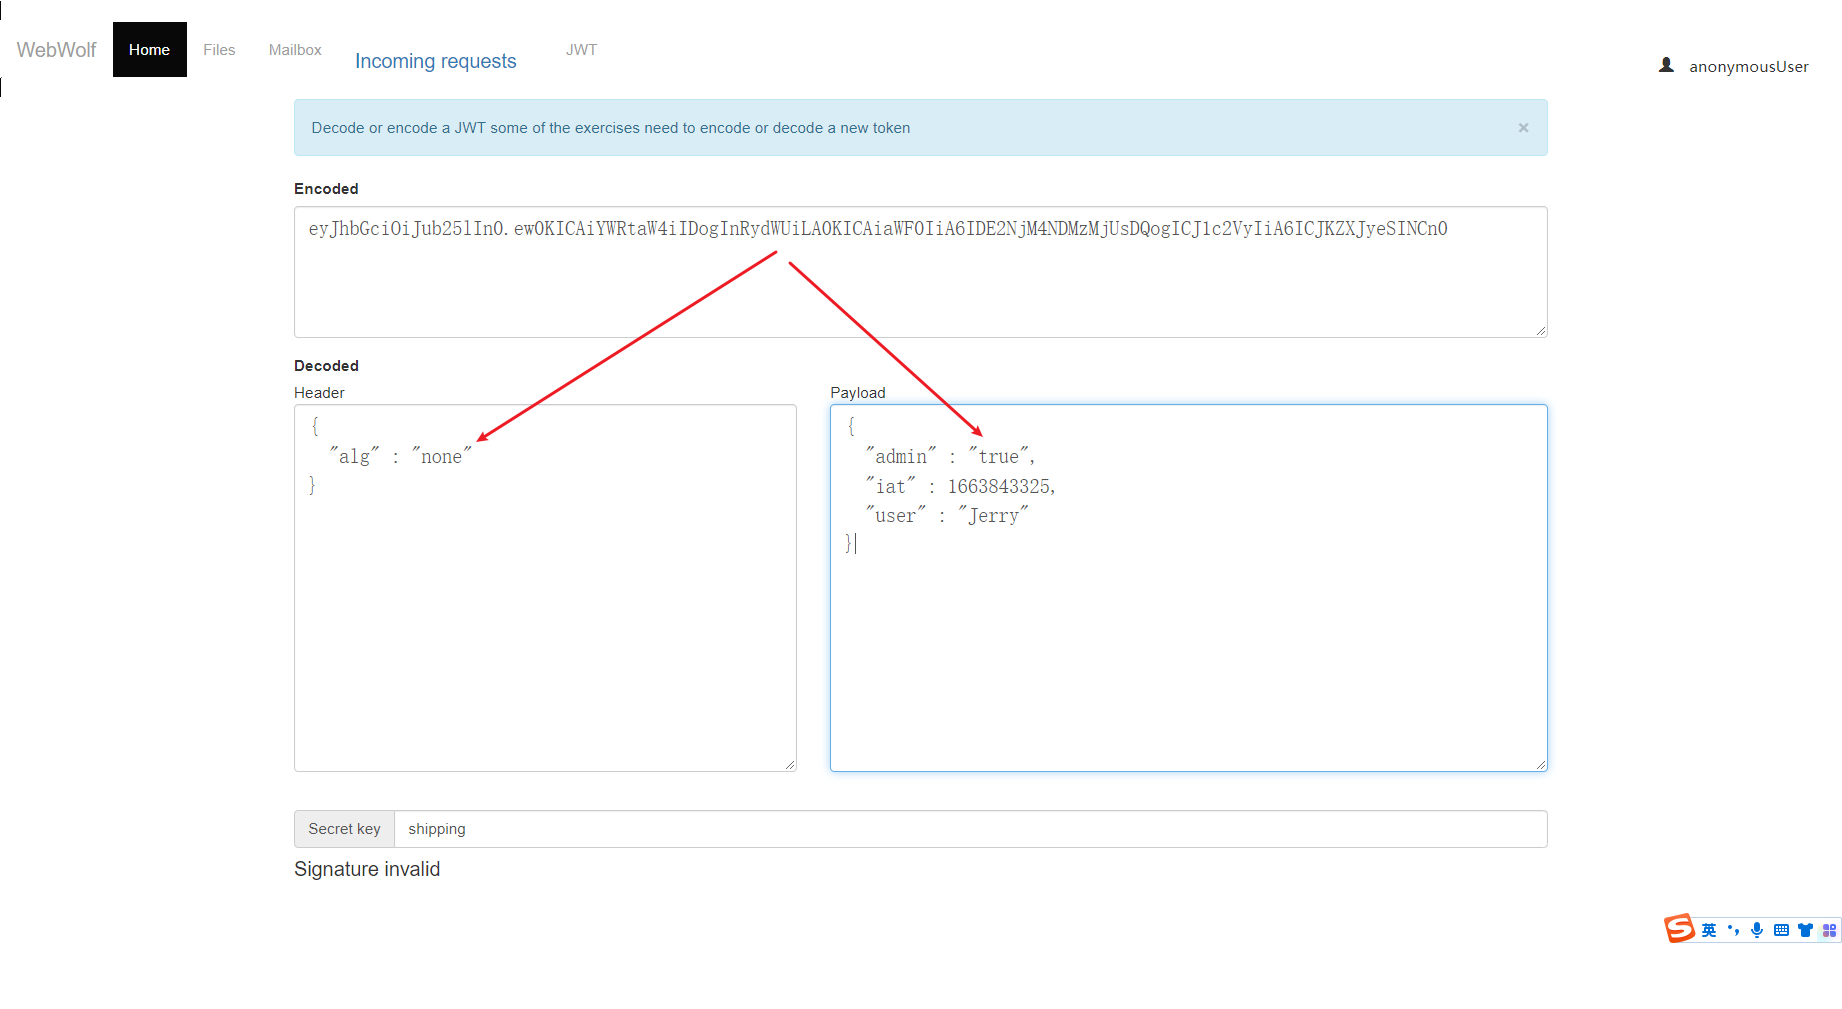 WebWolf Home Files Mailbox Incoming requests JWT anonymousUser
Decode or encode a JWT some of the exercises need to encode or decode a new token ×
Encoded
eyJhbGciOiJub25lIn0.ew0KICAiYWRtaW4iIDogInRydWUiLA0KICAiaWF0IiA6IDE2NjM4NDMzMjUsDQogICJ1c2VyIiA6ICJKZXJyeSINCn0
Decoded
Header
{
"alg" : "none"
}
Payload
{
"admin" : "true",
"iat" : 1663843325,
"user" : "Jerry"
}
Secret key shipping
Signature invalid
S 英